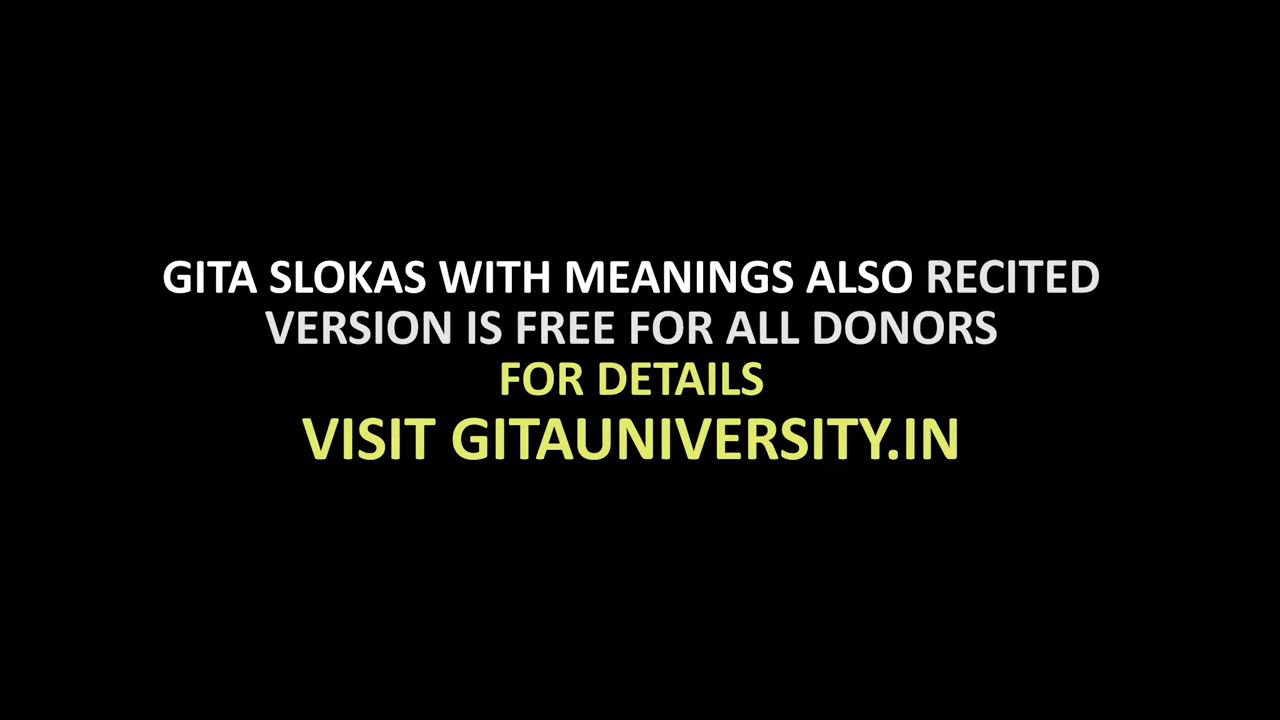 GITA SLOKAS WITH MEANINGS ALSO RECITED
VERSION IS FREE FOR ALL DONORS
FOR DETAILS
VISIT GITAUNIVERSITY.IN